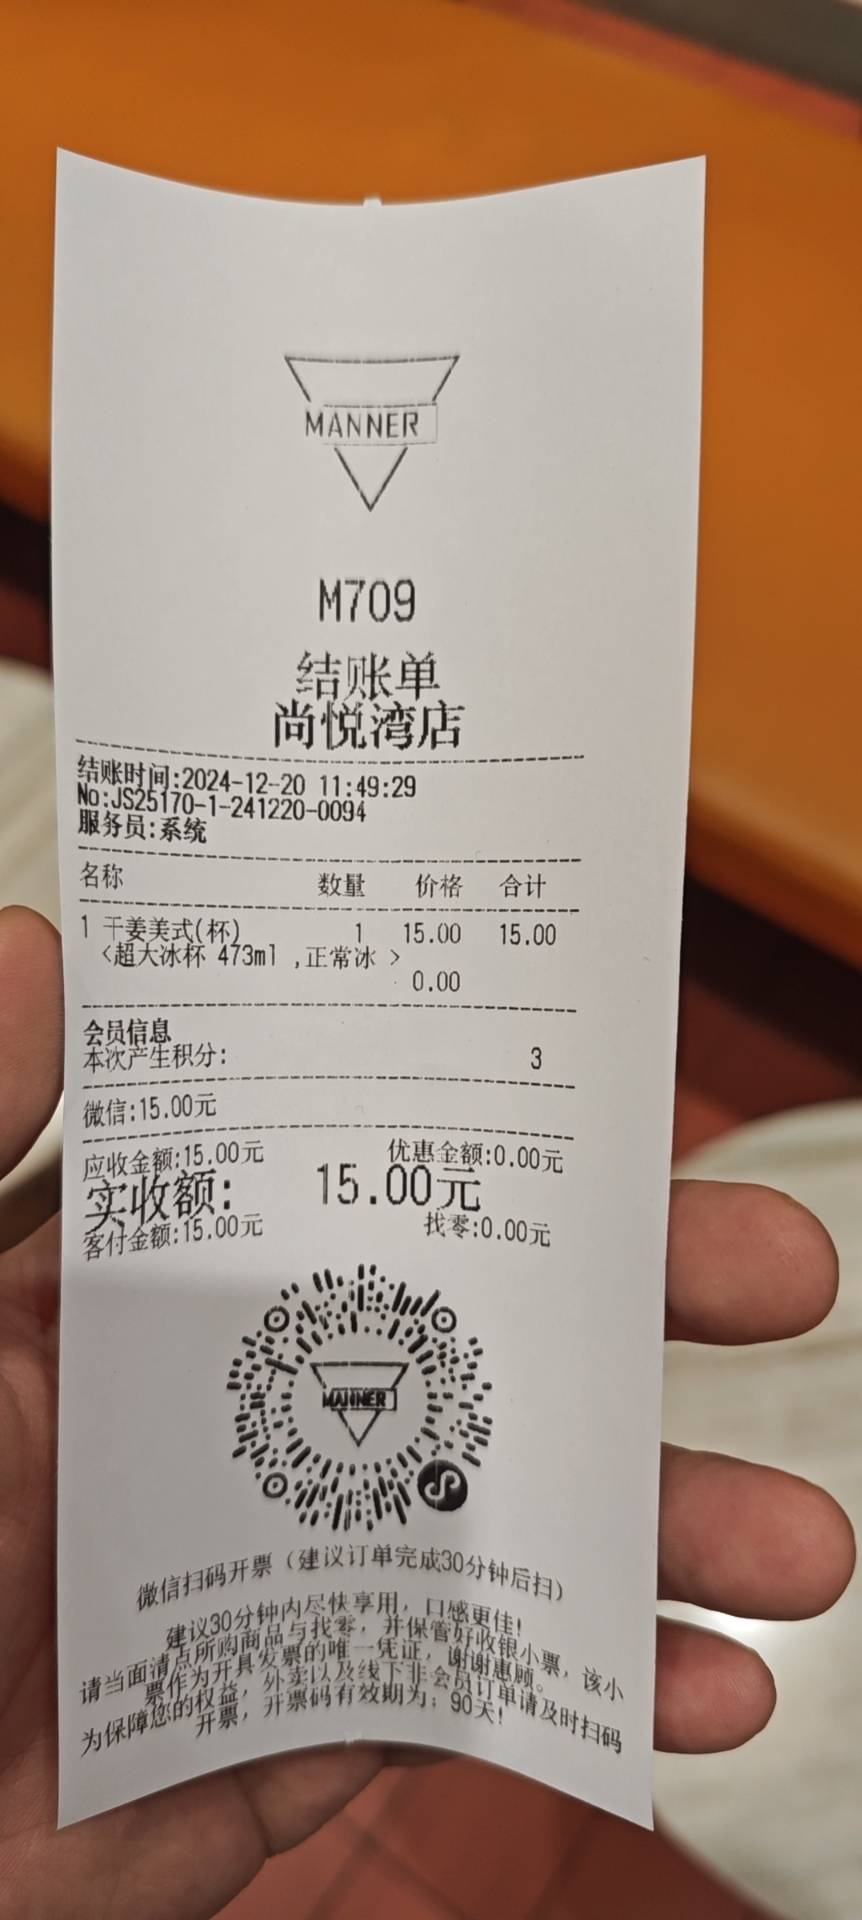 MANNER
M709
结账单
尚悦湾店
结账时间:2024-12-20 11:49:29
No:JS25170-1-241220-0094
服务员:系统
名称 数量 价格 合计
1 干姜美式(杯) 1 15.00 15.00
<超大冰杯 473ml ,正常冰 >
0.00
会员信息
本次产生积分: 3
微信:15.00元
应收金额:15.00元 优惠金额:0.00元
实收额: 15.00元
客付金额:15.00元 找零:0.00元
MANNER
微信扫码开票（建议订单完成30分钟后扫）
建议30分钟内尽快享用，口感更佳！
请当面清点所购商品与找零，并保管好收银小票，该小
票作为开具发票的唯一凭证，谢谢惠顾。
为保障您的权益，外卖以及线下非会员订单请及时扫码
开票，开票码有效期为：90天！